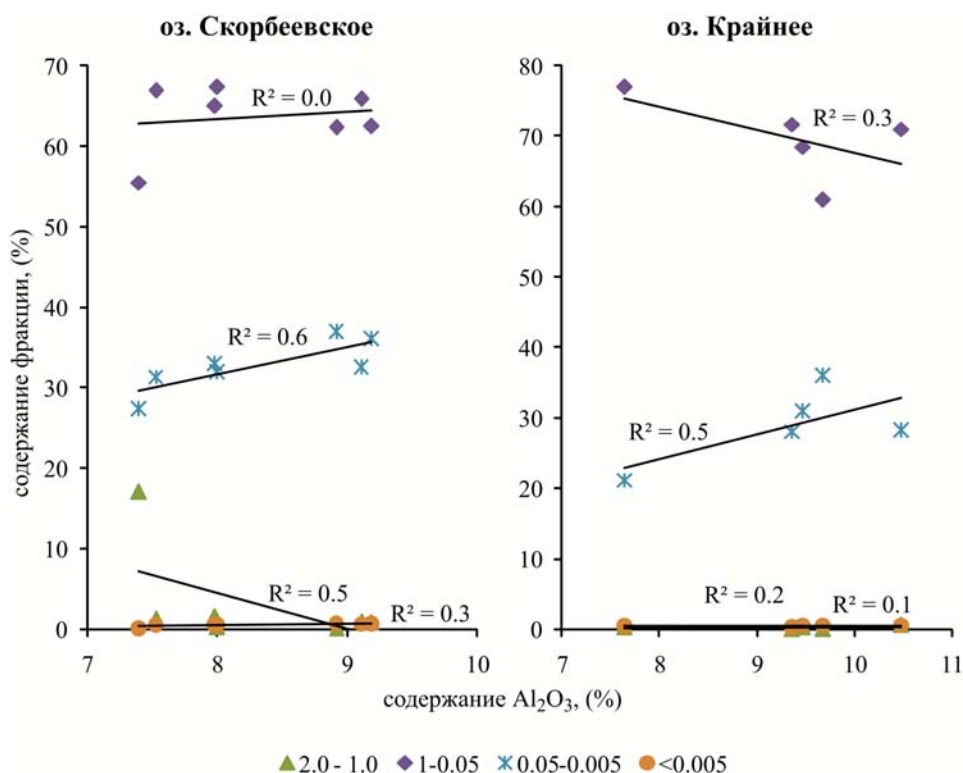 оз. Скорбеевское
оз. Крайнее
содержание фракции, (%)
70
60
50
40
30
20
10
0
R² = 0.0
R² = 0.6
R² = 0.5
R² = 0.3
7 8 9 10
80
70
60
50
40
30
20
10
0
R² = 0.3
R² = 0.5
R² = 0.2
R² = 0.1
7 8 9 10 11
содержание Al₂O₃, (%)
2.0 - 1.0 1-0.05 0.05-0.005 <0.005